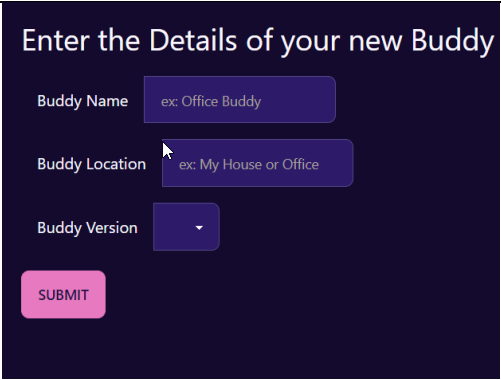 Enter the Details of your new Buddy
Buddy Name ex: Office Buddy
Buddy Location ex: My House or Office
Buddy Version
SUBMIT